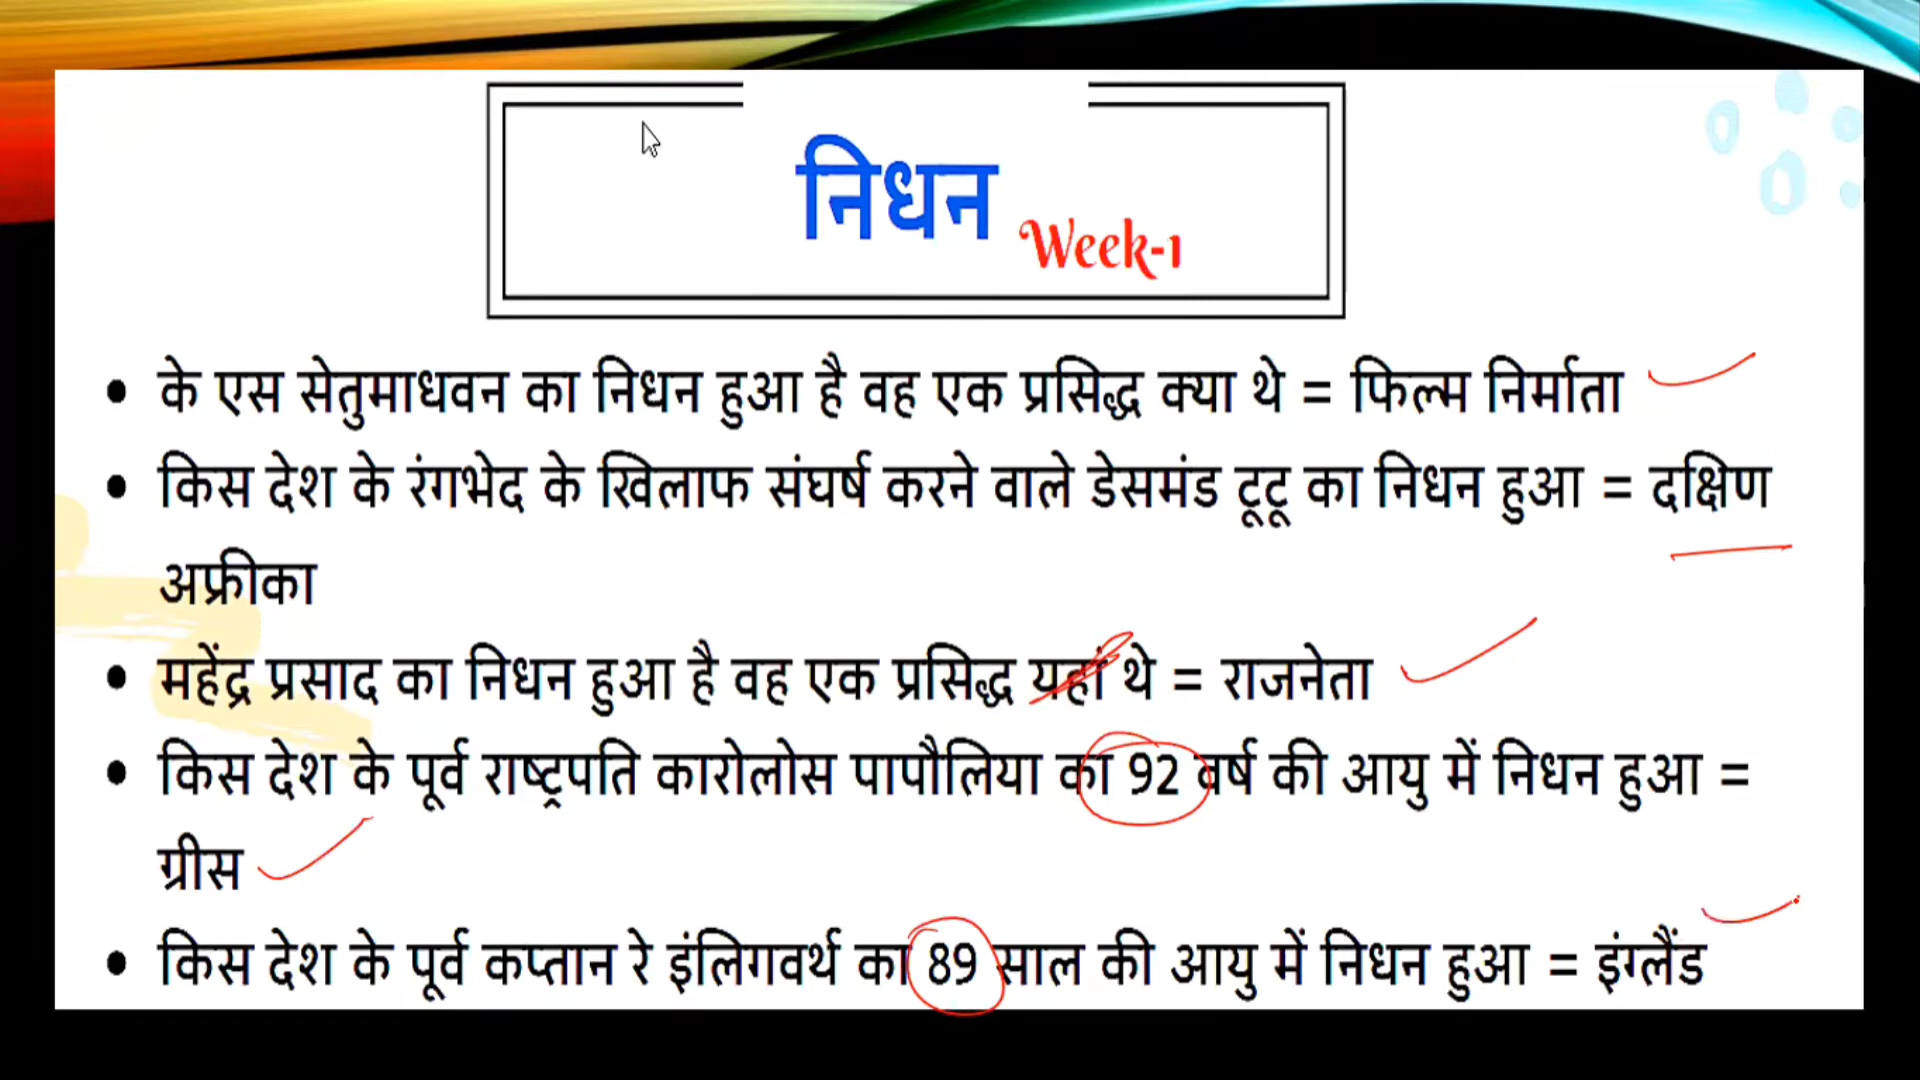 निधन Week-1
• के एस सेतुमाधवन का निधन हुआ है वह एक प्रसिद्ध क्या थे = फिल्म निर्माता
• किस देश के रंगभेद के खिलाफ संघर्ष करने वाले डेसमंड टूटू का निधन हुआ = दक्षिण
अफ्रीका
• महेंद्र प्रसाद का निधन हुआ है वह एक प्रसिद्ध यहां थे = राजनेता
• किस देश के पूर्व राष्ट्रपति कारोलोस पापौलिया का 92 वर्ष की आयु में निधन हुआ =
ग्रीस
• किस देश के पूर्व कप्तान रे इंलिगवर्थ का 89 साल की आयु में निधन हुआ = इंग्लैंड